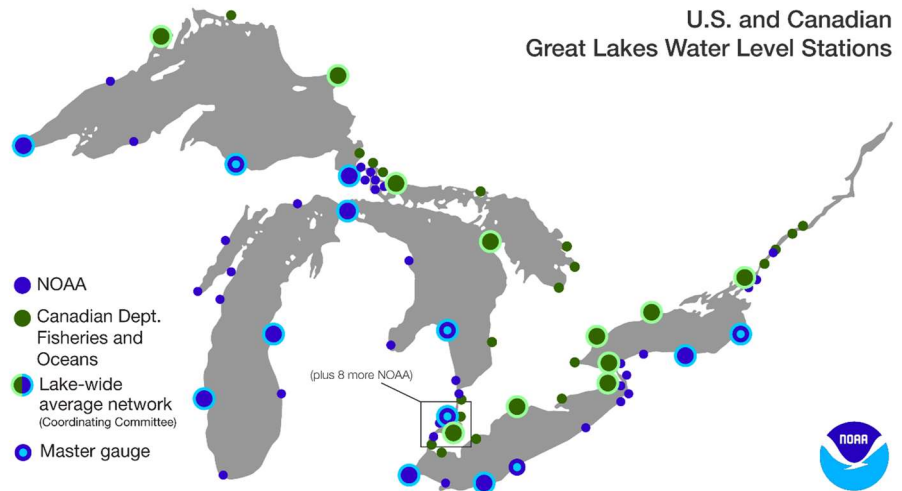 U.S. and Canadian
Great Lakes Water Level Stations
NOAA
Canadian Dept.
Fisheries and
Oceans
Lake-wide
average network
(Coordinating Committee)
Master gauge
(plus 8 more NOAA)
NOAA